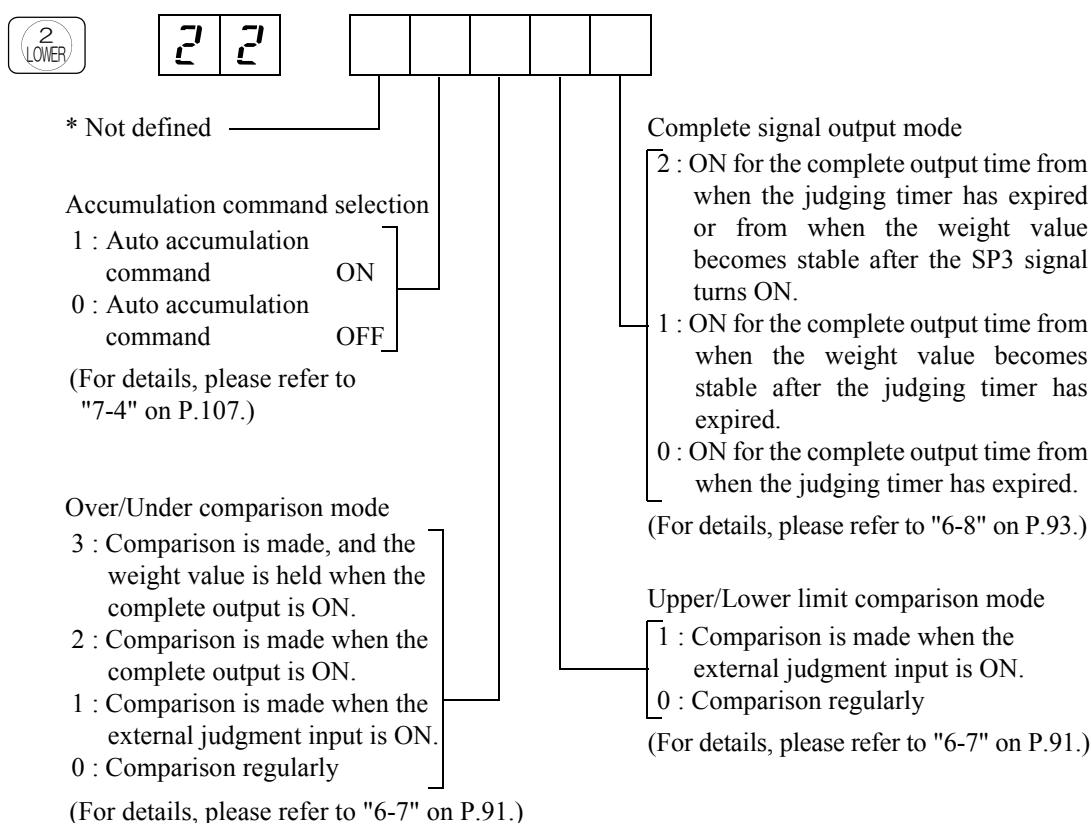 2
LOWER
2 2
* Not defined
Accumulation command selection
1 : Auto accumulation
command ON
0 : Auto accumulation
command OFF
(For details, please refer to
"7-4" on P.107.)
Over/Under comparison mode
3 : Comparison is made, and the
weight value is held when the
complete output is ON.
2 : Comparison is made when the
complete output is ON.
1 : Comparison is made when the
external judgment input is ON.
0 : Comparison regularly
(For details, please refer to "6-7" on P.91.)
Complete signal output mode
2 : ON for the complete output time from
when the judging timer has expired
or from when the weight value
becomes stable after the SP3 signal
turns ON.
1 : ON for the complete output time from
when the weight value becomes
stable after the judging timer has
expired.
0 : ON for the complete output time from
when the judging timer has expired.
(For details, please refer to "6-8" on P.93.)
Upper/Lower limit comparison mode
1 : Comparison is made when the
external judgment input is ON.
0 : Comparison regularly
(For details, please refer to "6-7" on P.91.)